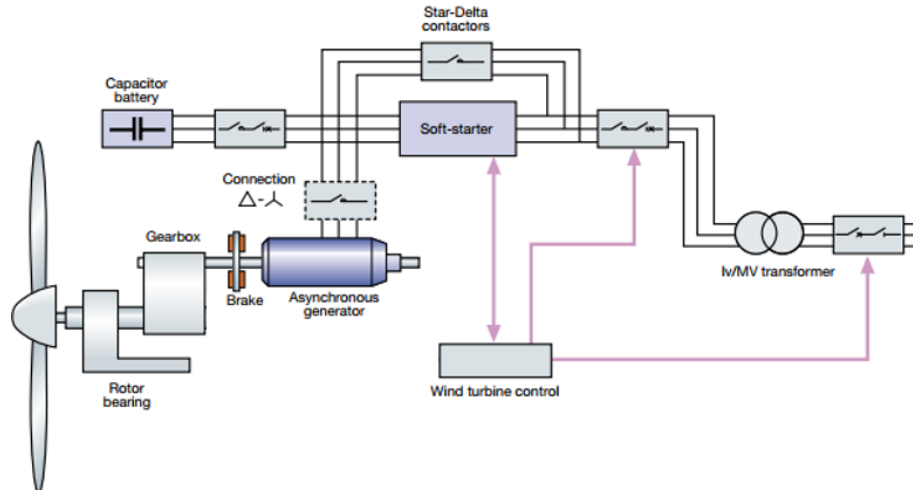 Star-Delta
contactors
Capacitor
battery
Soft-starter
Connection
Gearbox
lv/MV transformer
Brake
Asynchronous
generator
Rotor
bearing
Wind turbine control